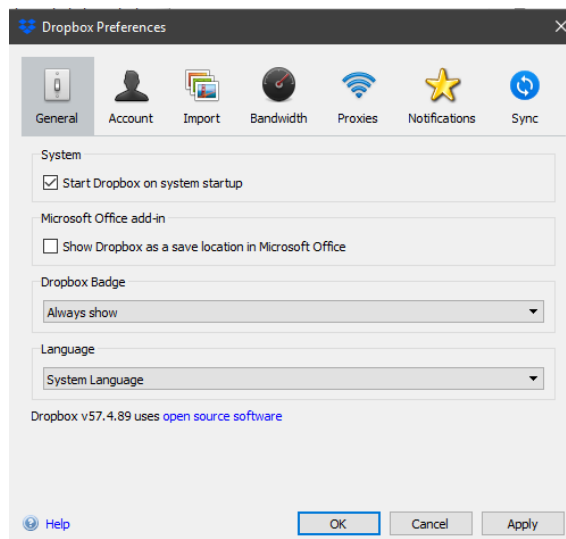 Dropbox Preferences
General Account Import Bandwidth Proxies Notifications Sync
System
Start Dropbox on system startup
Microsoft Office add-in
Show Dropbox as a save location in Microsoft Office
Dropbox Badge
Always show
Language
System Language
Dropbox v57.4.89 uses open source software
Help OK Cancel Apply